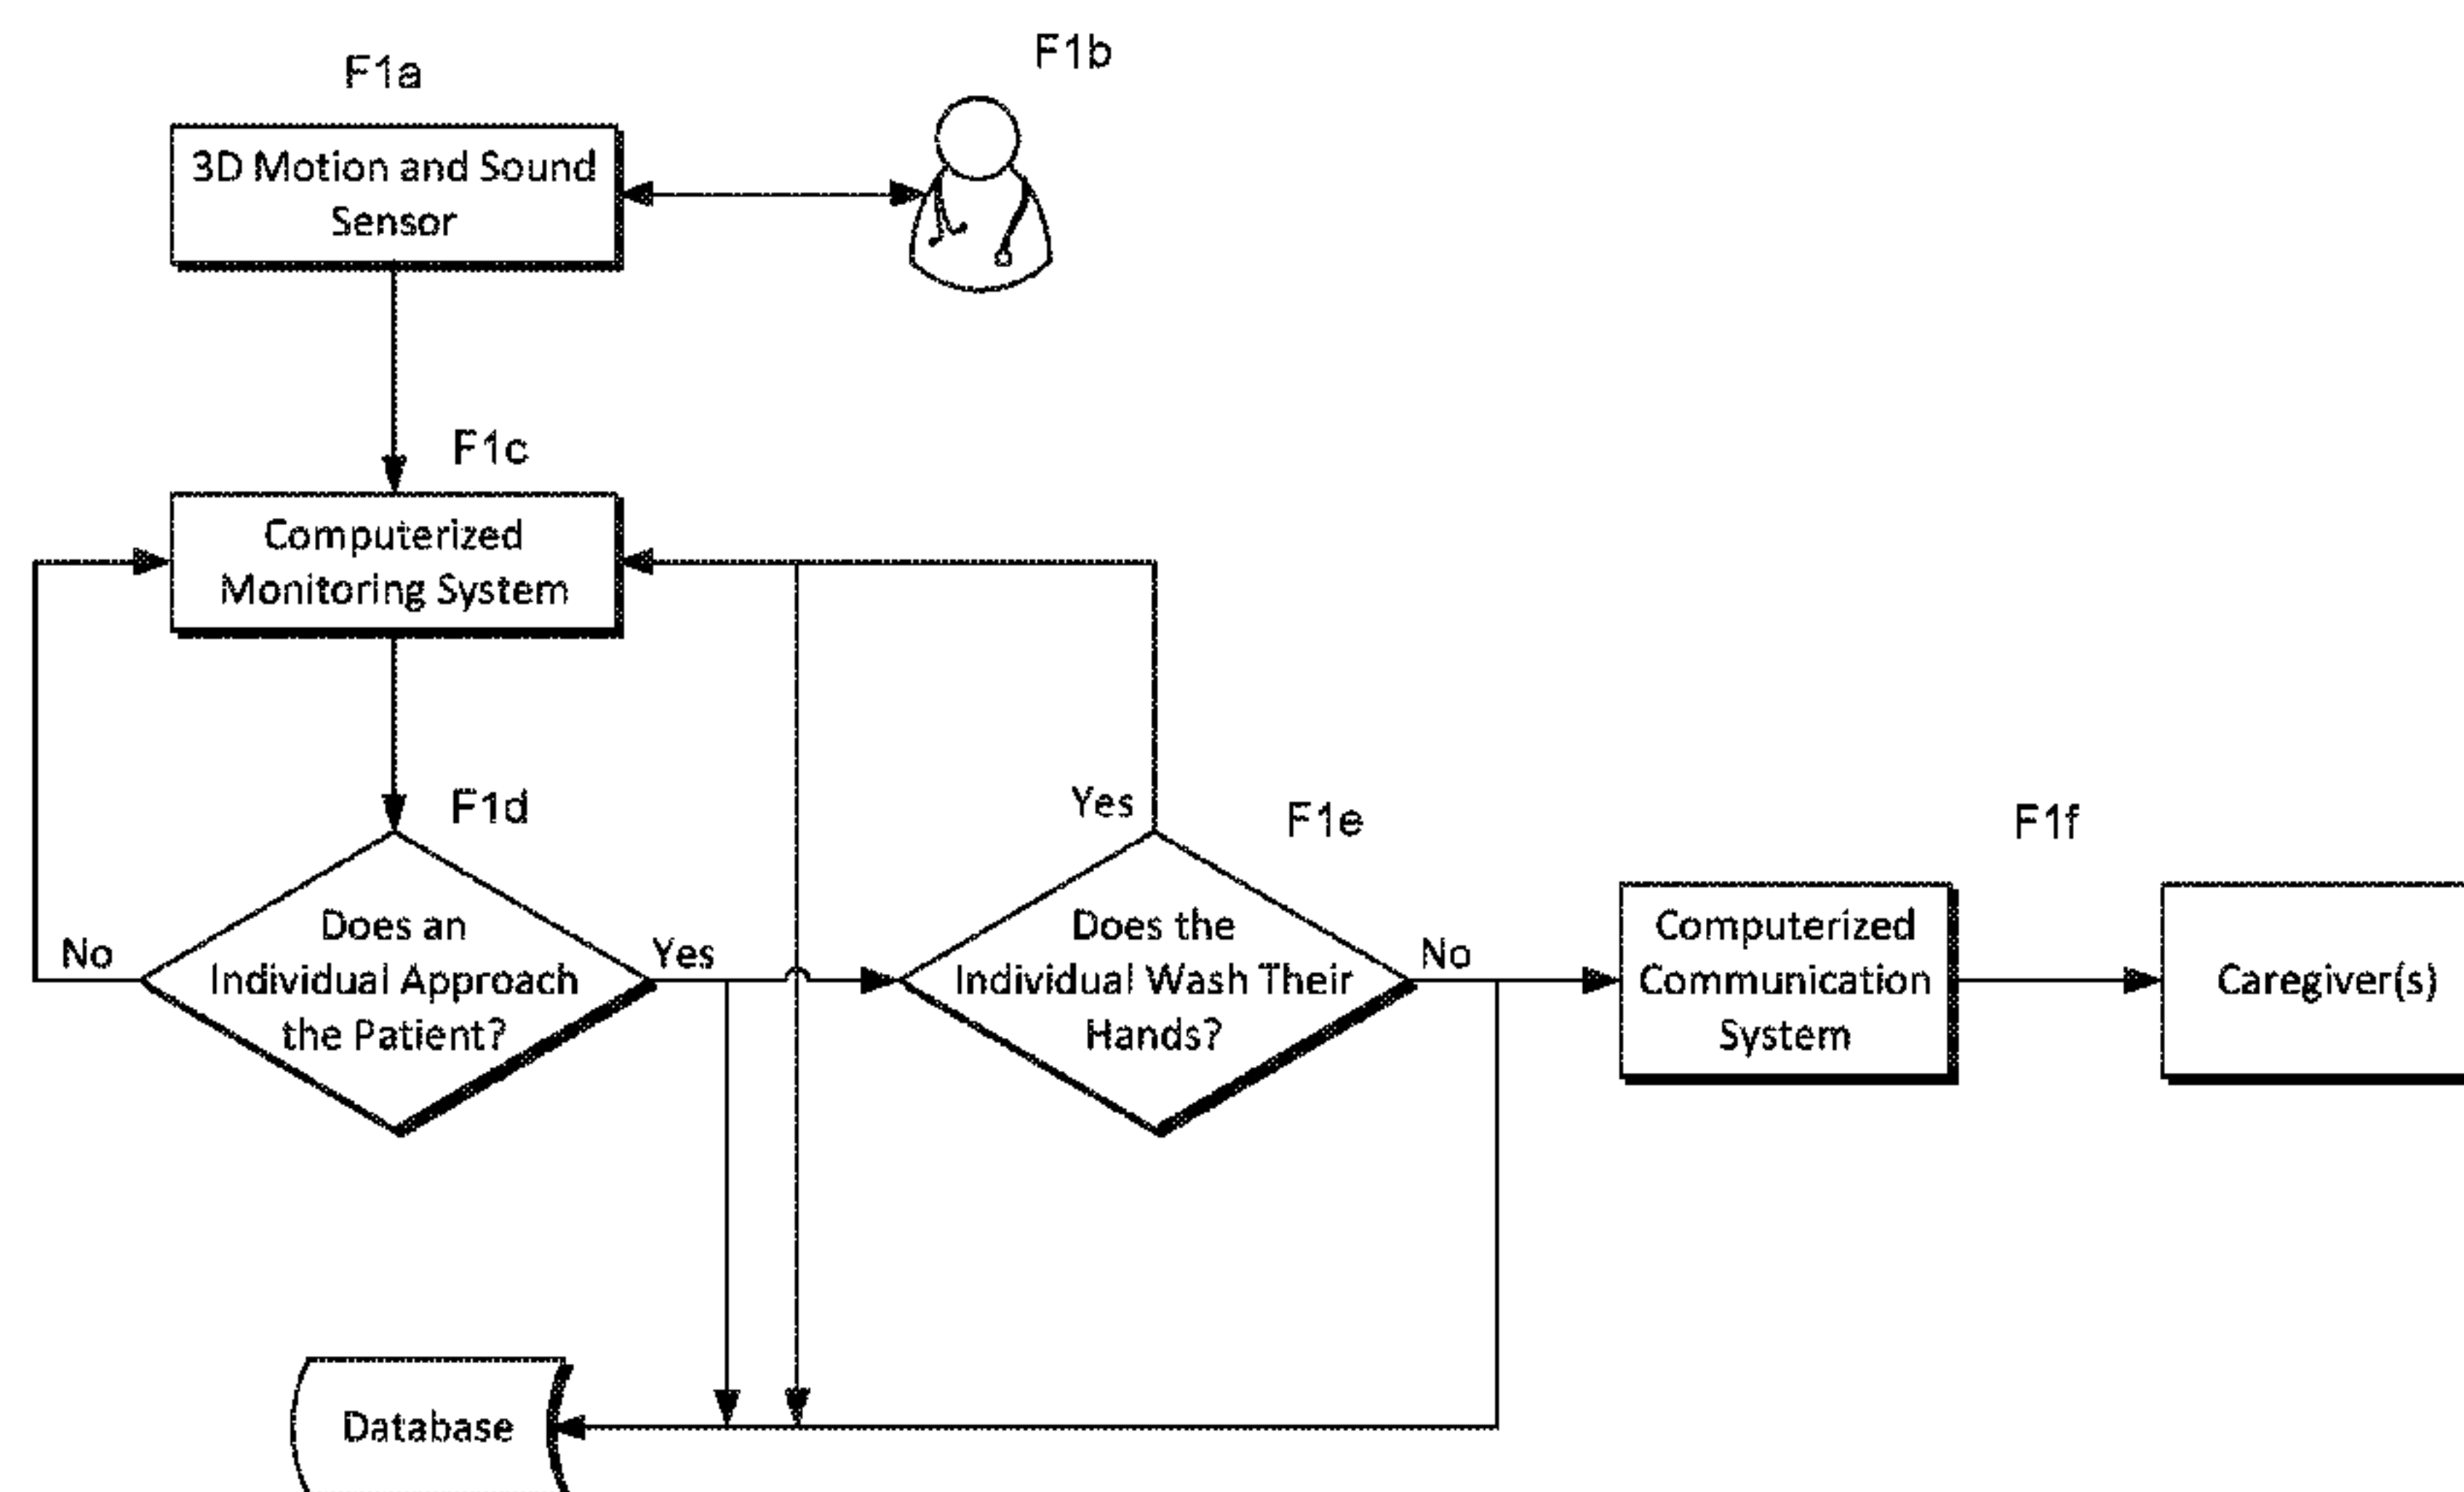 F1a
F1b
3D Motion and Sound
Sensor
F1c
Computerized
Monitoring System
F1d
Yes
F1e
F1f
Does an
Individual Approach
the Patient?
No
Yes
Does the
Individual Wash Their
Hands?
No
Computerized
Communication
System
Caregiver(s)
Database